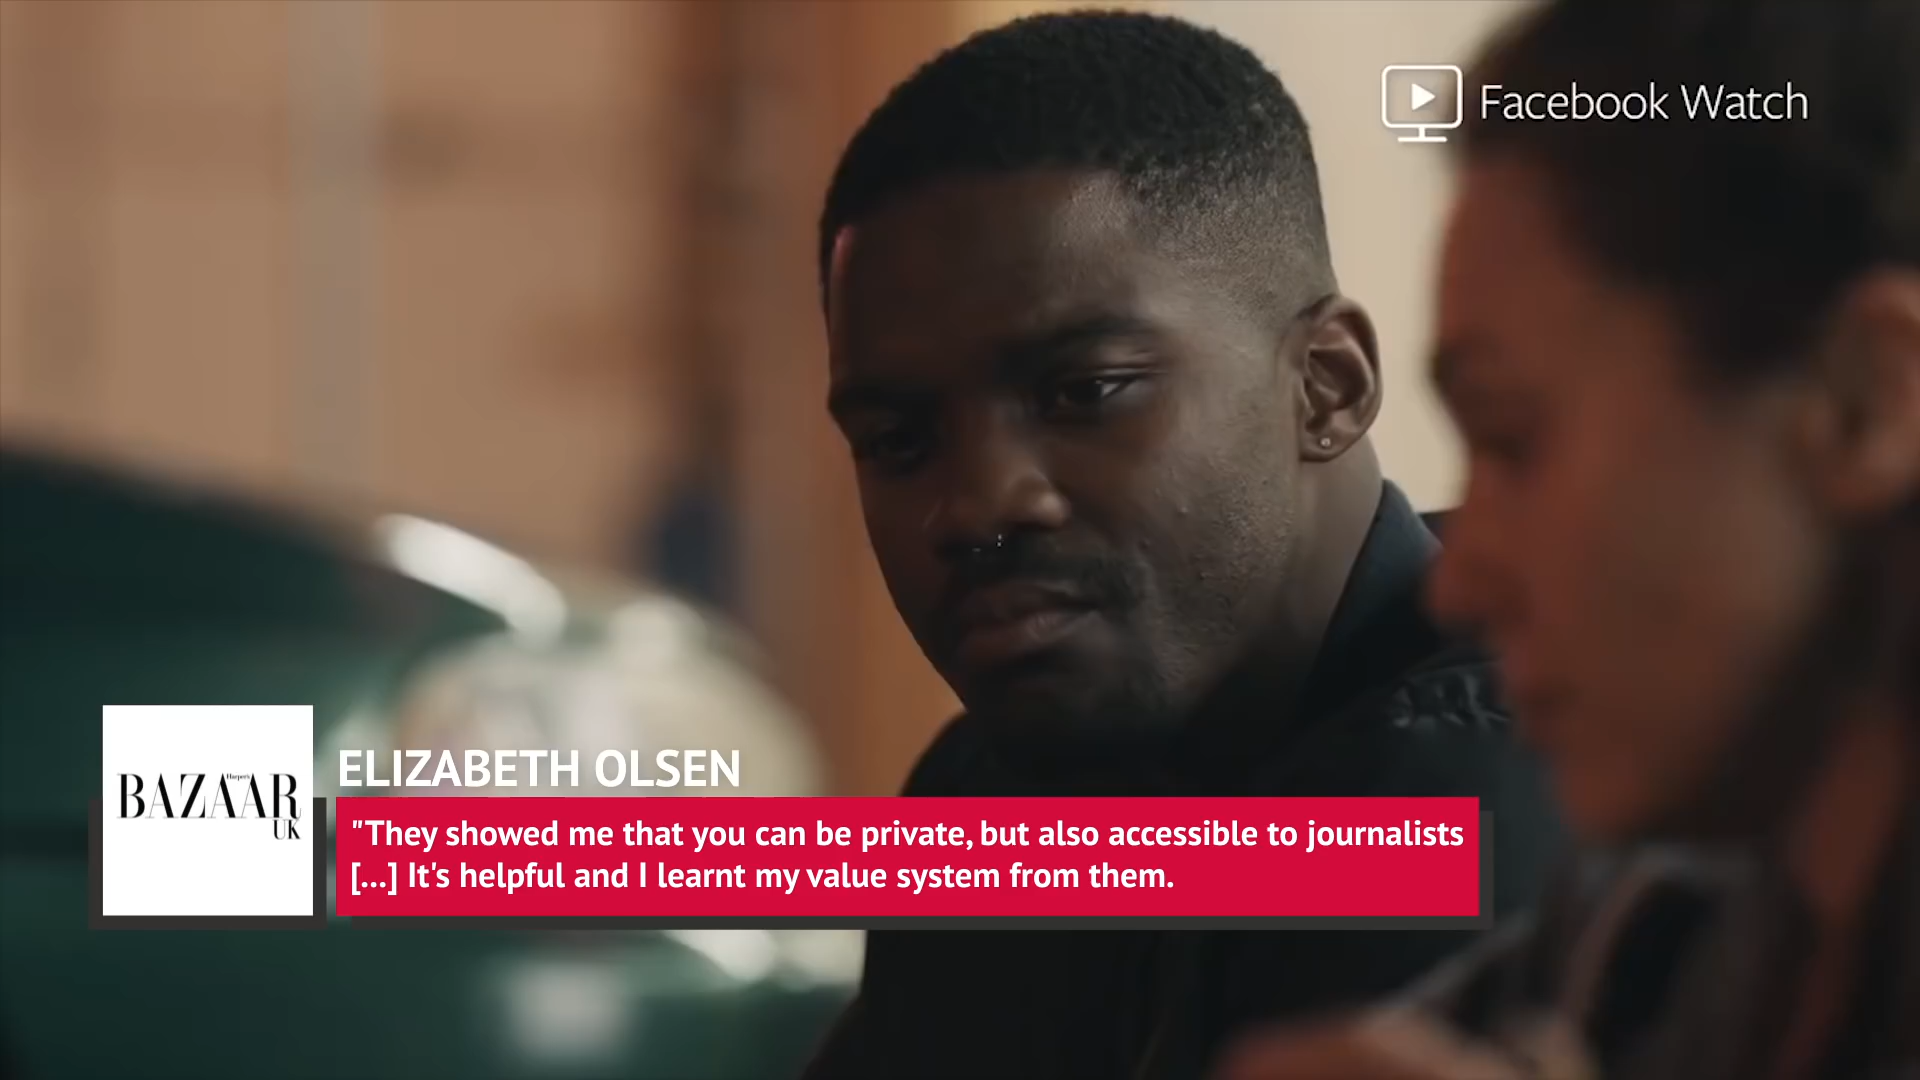 Facebook Watch
Harper's
BAZAAR
UK
ELIZABETH OLSEN
"They showed me that you can be private, but also accessible to journalists
[...] It's helpful and I learnt my value system from them.